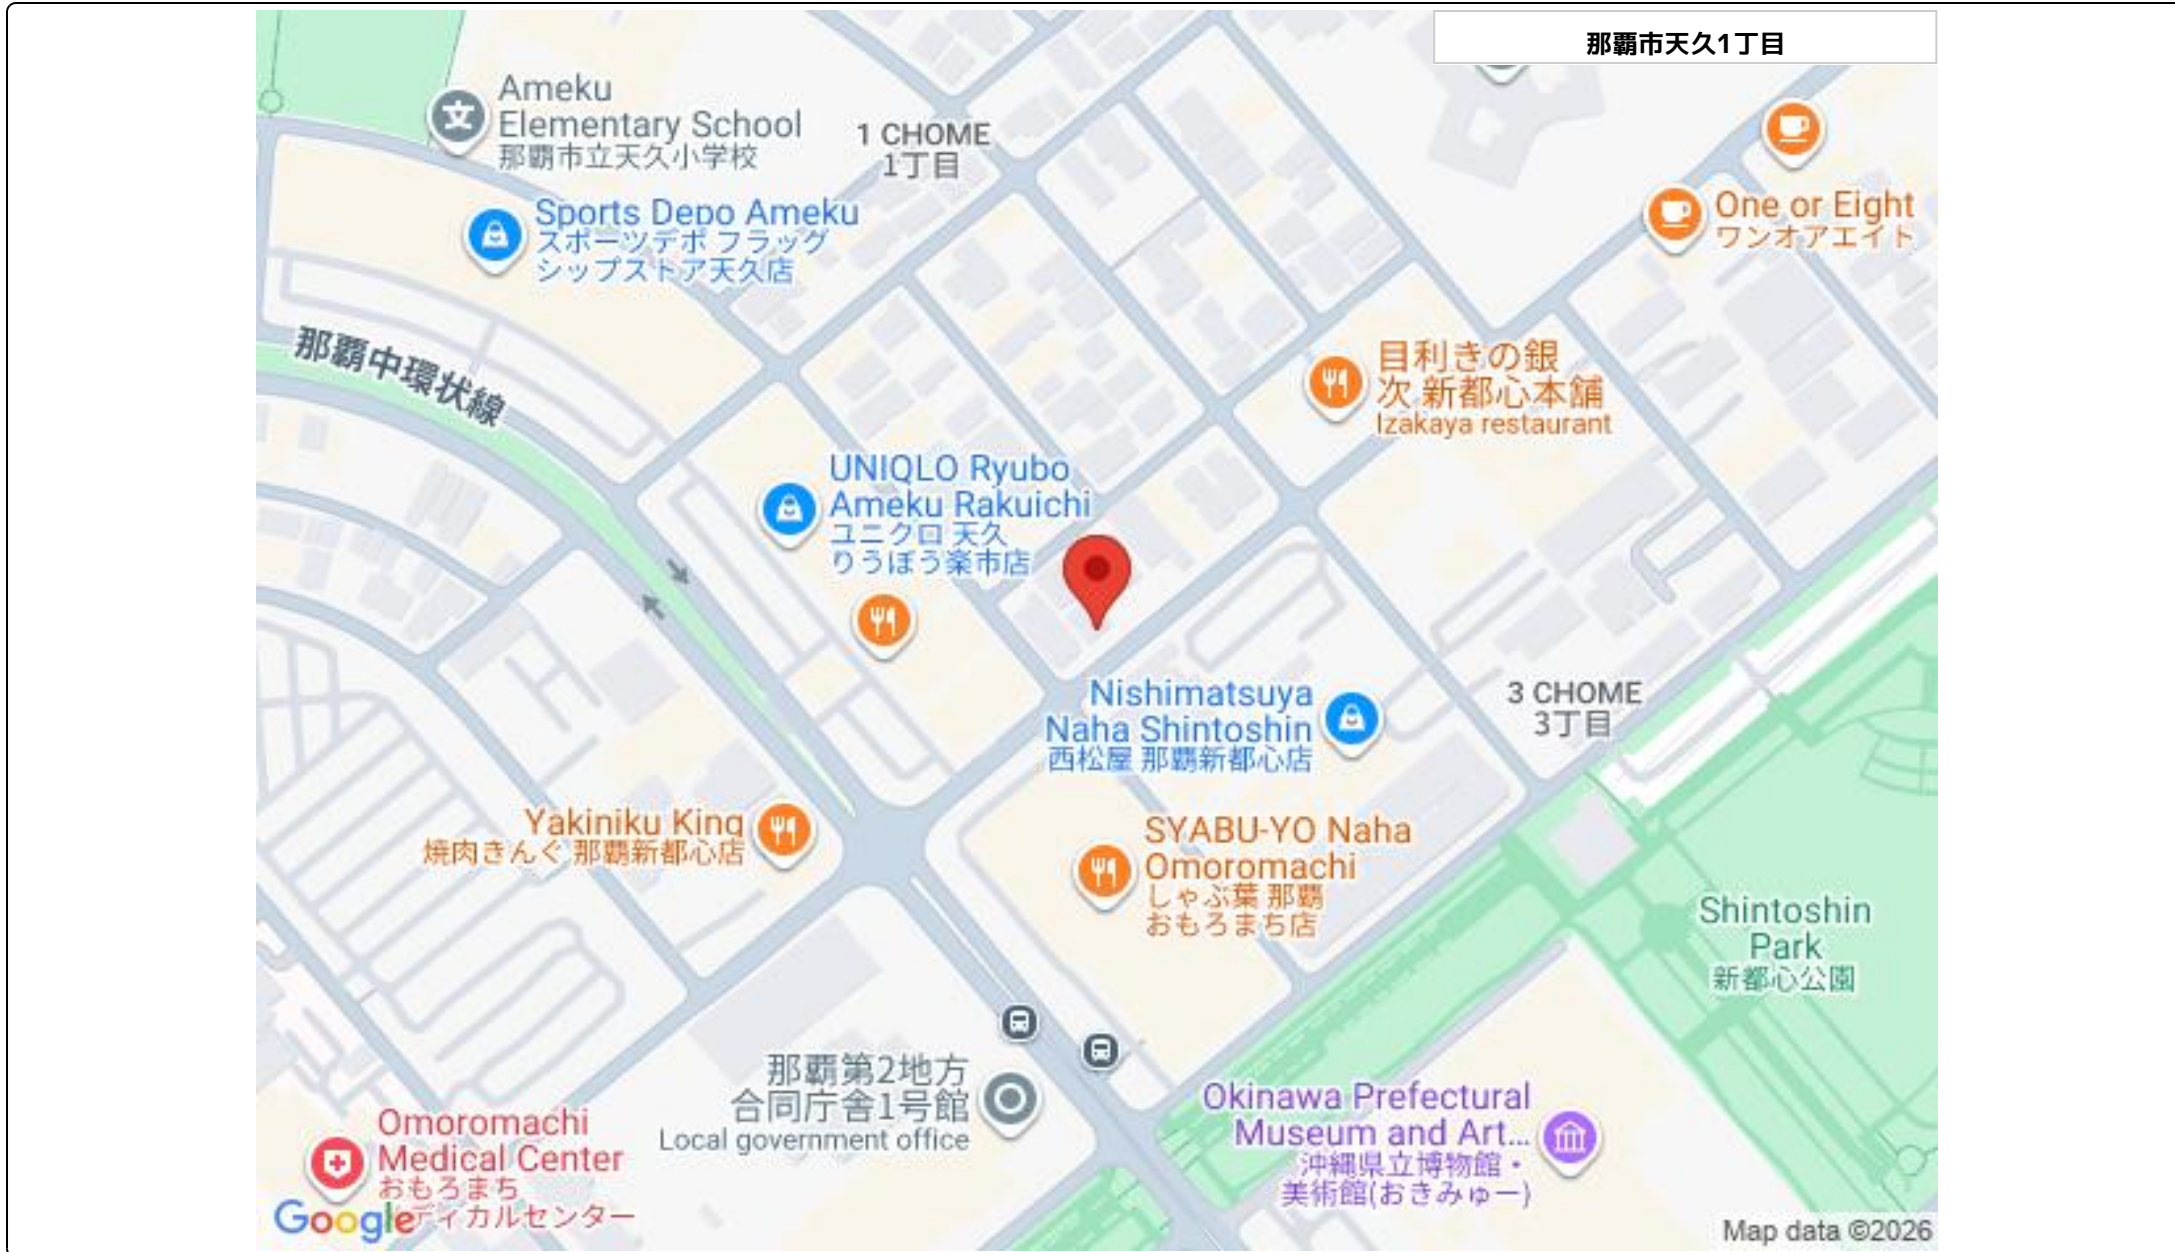 那覇市天久1丁目
Ameku
Elementary School
那覇市立天久小学校
1 CHOME
1丁目
Sports Depo Ameku
スポーツデポ フラッグ
シップストア天久店
One or Eight
ワンオアエイト
那覇中環状線
目利きの銀
次 新都心本舗
Izakaya restaurant
UNIQLO Ryubo
Ameku Rakuichi
ユニクロ 天久
りうぼう楽市店
Nishimatsuya
Naha Shintoshin
西松屋 那覇新都心店
3 CHOME
3丁目
Yakiniku King
焼肉きんぐ 那覇新都心店
SYABU-YO Naha
Omoromachi
しゃぶ葉 那覇
おもろまち店
Shintoshin
Park
新都心公園
那覇第2地方
合同庁舎1号館
Local government office
Okinawa Prefectural
Museum and Art...
沖縄県立博物館・
美術館(おきみゅー)
Omoromachi
Medical Center
おもろまち
ディカルセンター
Google
Map data ©2026